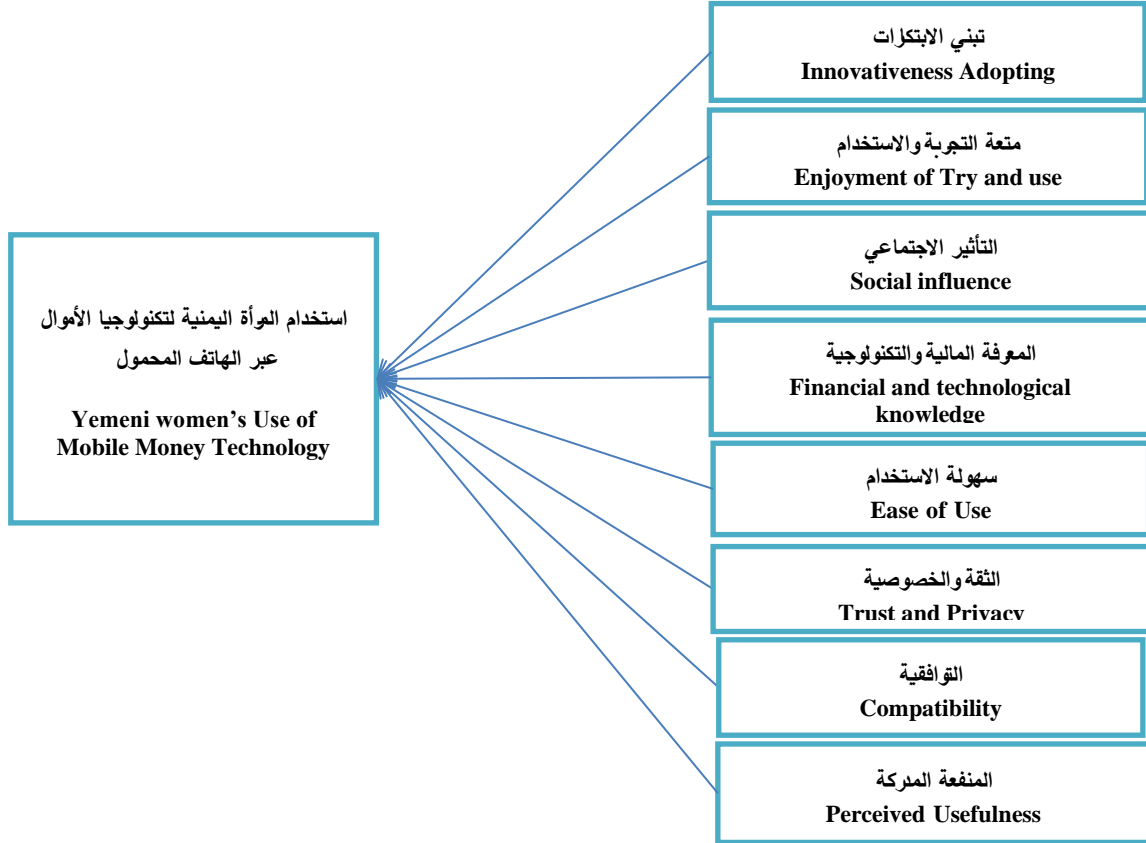 تبني الابتكارات
Innovativeness Adopting
متعة التجربة والاستخدام
Enjoyment of Try and use
التأثير الاجتماعي
Social influence
المعرفة المالية والتكنولوجية
Financial and technological
knowledge
سهولة الاستخدام
Ease of Use
الثقة والخصوصية
Trust and Privacy
التوافقية
Compatibility
المنفعة المدركة
Perceived Usefulness
استخدام المرأة اليمنية لتكنولوجيا الأموال
عبر الهاتف المحمول
Yemeni women's Use of
Mobile Money Technology